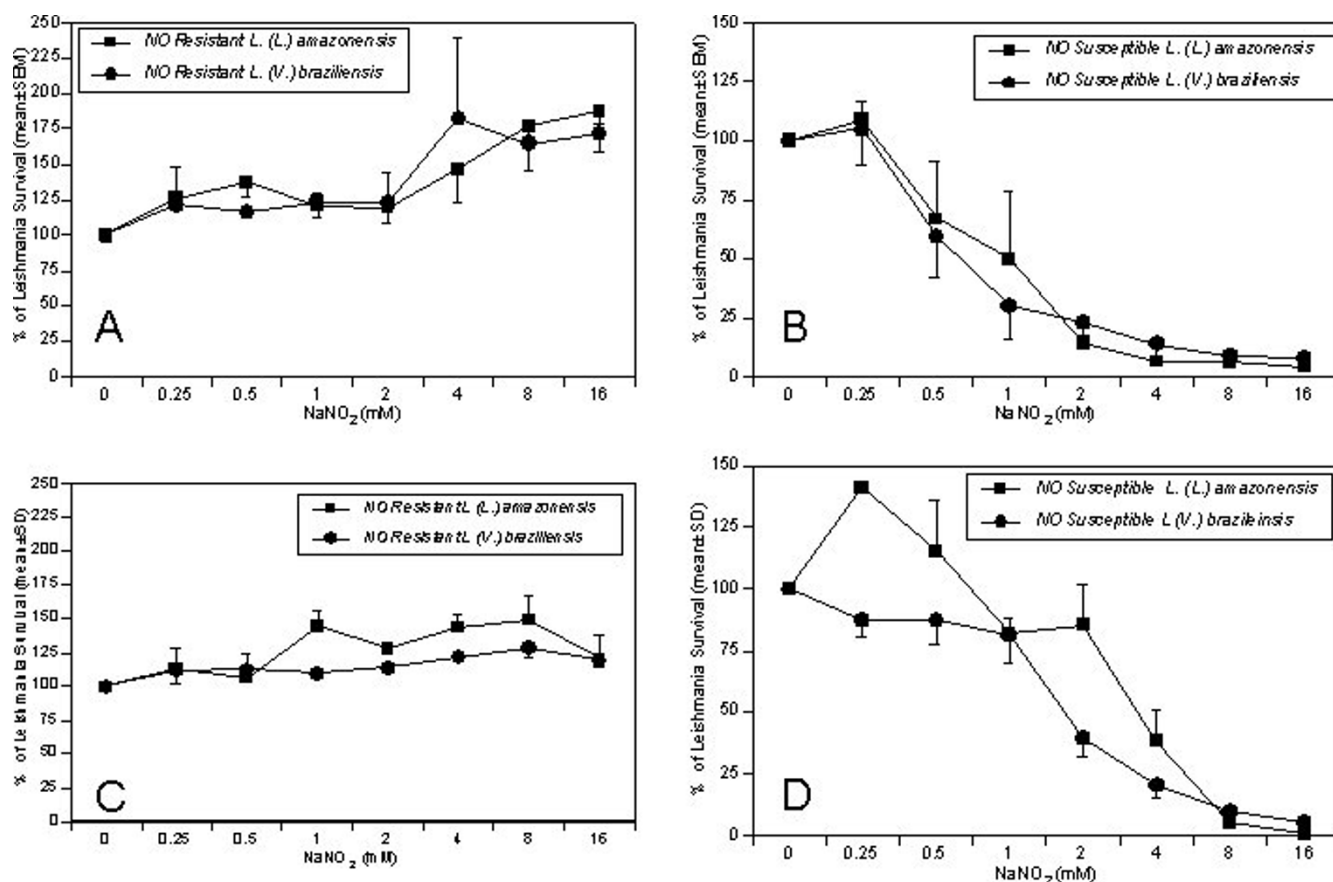 % of Leishmania Survival (mean±SEM)
250
225
200
175
150
125
100
75
50
25
0
NO Resistant L. (L.) amazonensis
NO Resistant L. (V.) braziliensis
A
0 0.25 0.5 1 2 4 8 16
NaNO2 (mM)
% of Leishmania Survival (mean±SEM)
150
125
100
75
50
25
0
NO Susceptible L. (L.) amazonensis
NO Susceptible L. (V.) braziliensis
B
0 0.25 0.5 1 2 4 8 16
NaNO2 (mM)
% of Leishmania Survival (mean±SD)
250
225
200
175
150
125
100
75
50
25
0
NO Resistant L (L.) amazonensis
NO Resistant L (V.) braziliensis
C
0 0.25 0.5 1 2 4 8 16
NaNO2 (mM)
% of Leishmania Survival (mean±SD)
150
125
100
75
50
25
0
NO Susceptible L. (L.) amazonensis
NO Susceptible L (V.) brazileinsis
D
0 0.25 0.5 1 2 4 8 16
NaNO2 (mM)